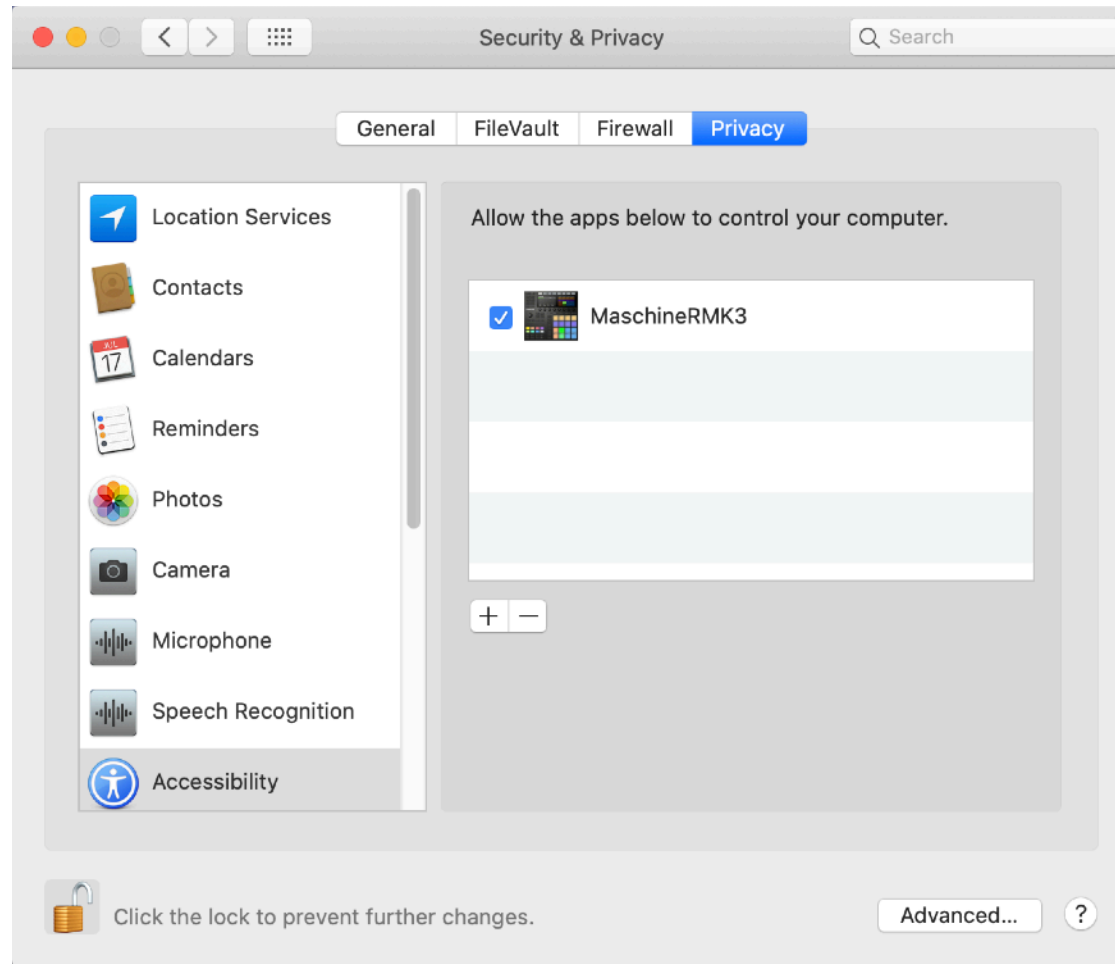 Security & Privacy
Search
General FileVault Firewall Privacy
Location Services
Contacts
JUL
17
Calendars
Reminders
Photos
Camera
Microphone
Speech Recognition
Accessibility
Allow the apps below to control your computer.
MaschineRMK3
+ −
Click the lock to prevent further changes.
Advanced...
?